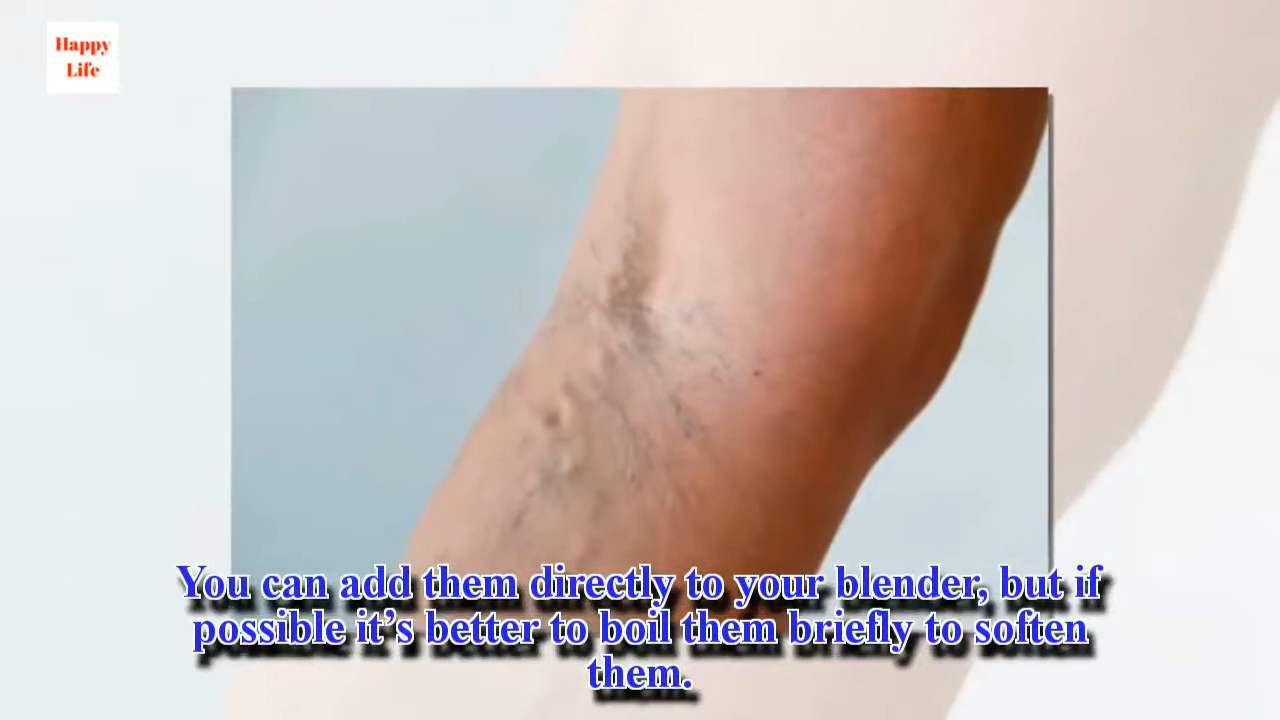 Happy
Life
You can add them directly to your blender, but if
possible it’s better to boil them briefly to soften
them.